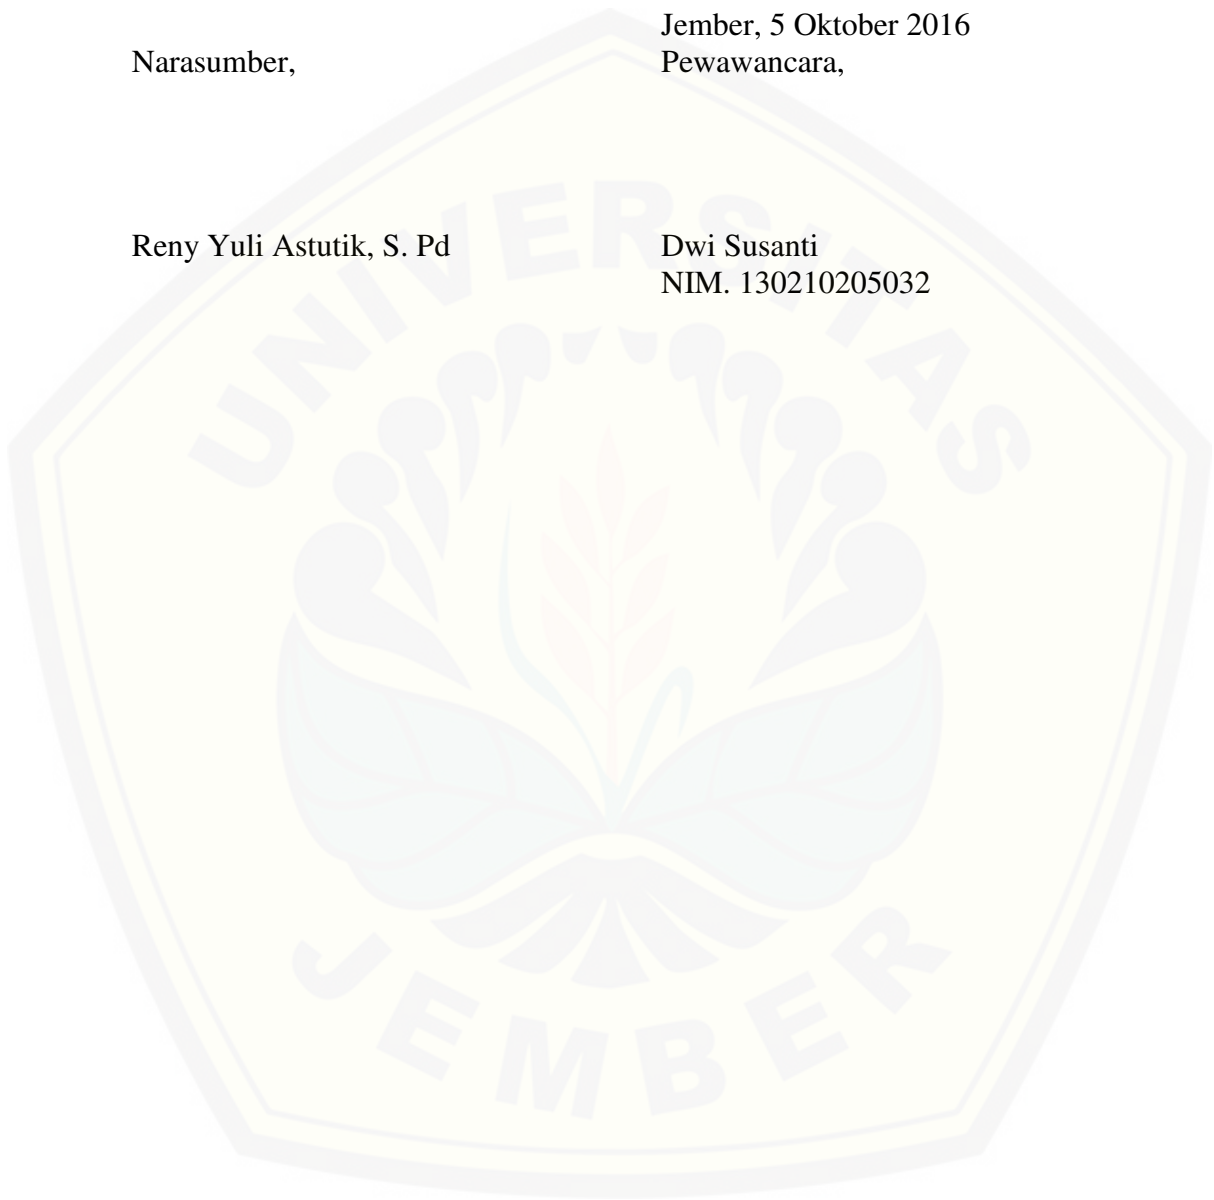 Jember, 5 Oktober 2016
Narasumber, Pewawancara,
Reny Yuli Astutik, S. Pd Dwi Susanti
NIM. 130210205032
UNIVERSITAS
JEMBER